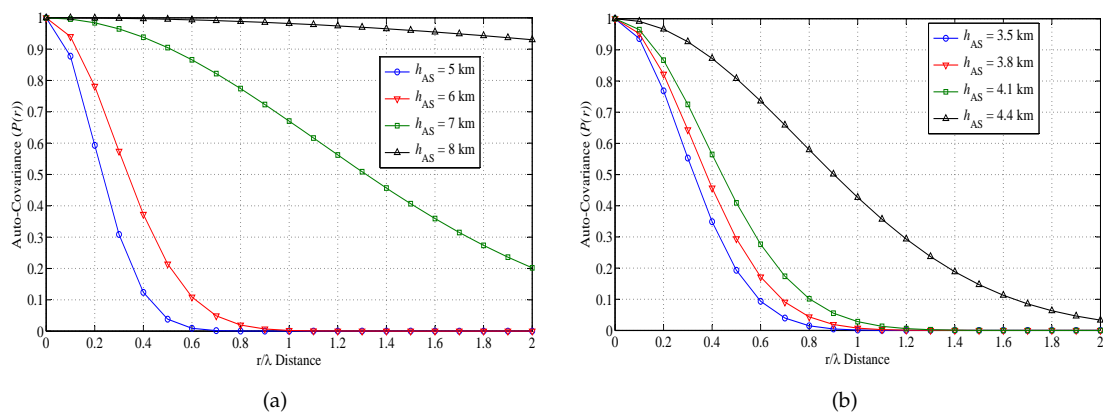 Auto-Covariance (P(r))
1
0.9
0.8
0.7
0.6
0.5
0.4
0.3
0.2
0.1
0
0 0.2 0.4 0.6 0.8 1 1.2 1.4 1.6 1.8 2
r/λ Distance
h_AS = 5 km
h_AS = 6 km
h_AS = 7 km
h_AS = 8 km
(a)
Auto-Covariance (P(r))
1
0.9
0.8
0.7
0.6
0.5
0.4
0.3
0.2
0.1
0
0 0.2 0.4 0.6 0.8 1 1.2 1.4 1.6 1.8 2
r/λ Distance
h_AS = 3.5 km
h_AS = 3.8 km
h_AS = 4.1 km
h_AS = 4.4 km
(b)